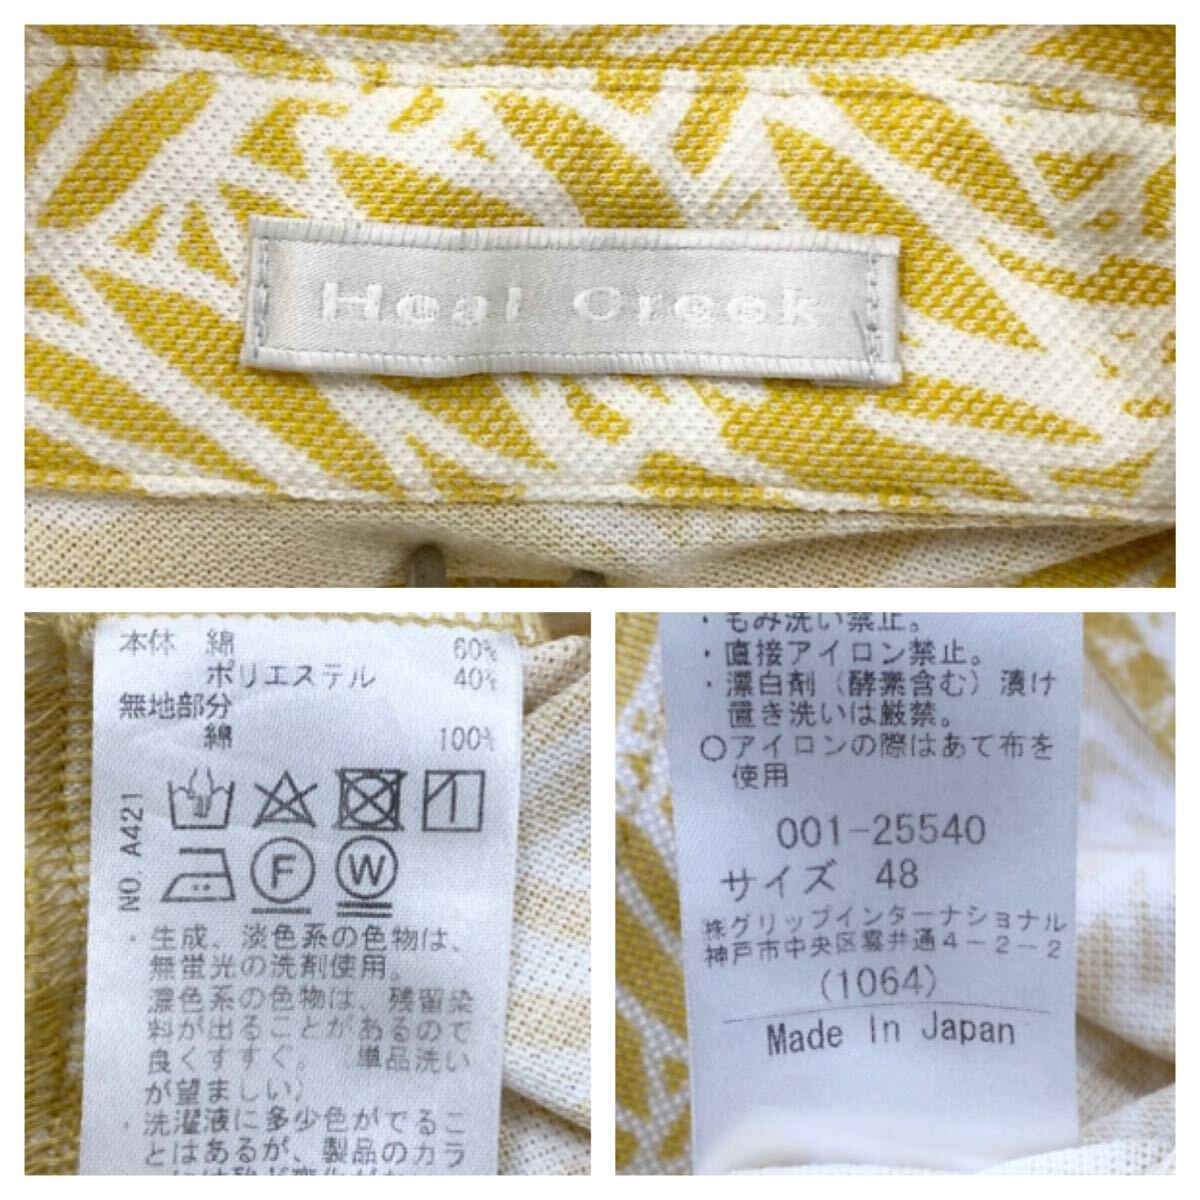 Heal Creek
本体 綿 60%
ポリエステル 40%
無地部分
綿 100%
NO. A421
F W
・生成、淡色系の色物は、
無蛍光の洗剤使用。
濃色系の色物は、残留染
料が出ることがあるので
良くすすぐ。（単品洗い
が望ましい）
・洗濯液に多少色がでるこ
とはあるが、製品のカラ
・もみ洗い禁止。
・直接アイロン禁止。
・漂白剤（酵素含む）漬け
置き洗いは厳禁。
○アイロンの際はあて布を
使用
001-25540
サイズ 48
㈱グリップインターナショナル
神戸市中央区雲井通4-2-2
(1064)
Made In Japan